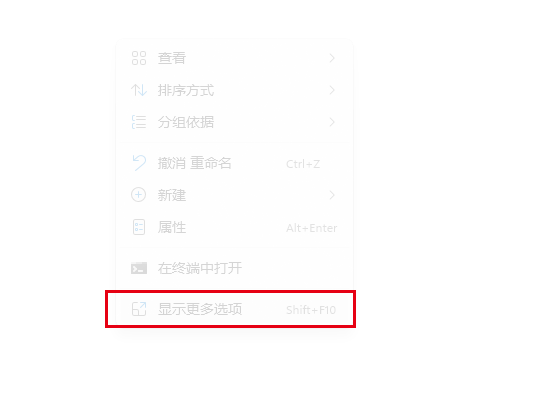 查看
排序方式
分组依据
撤消 重命名 Ctrl+Z
新建
属性 Alt+Enter
在终端中打开
显示更多选项 Shift+F10